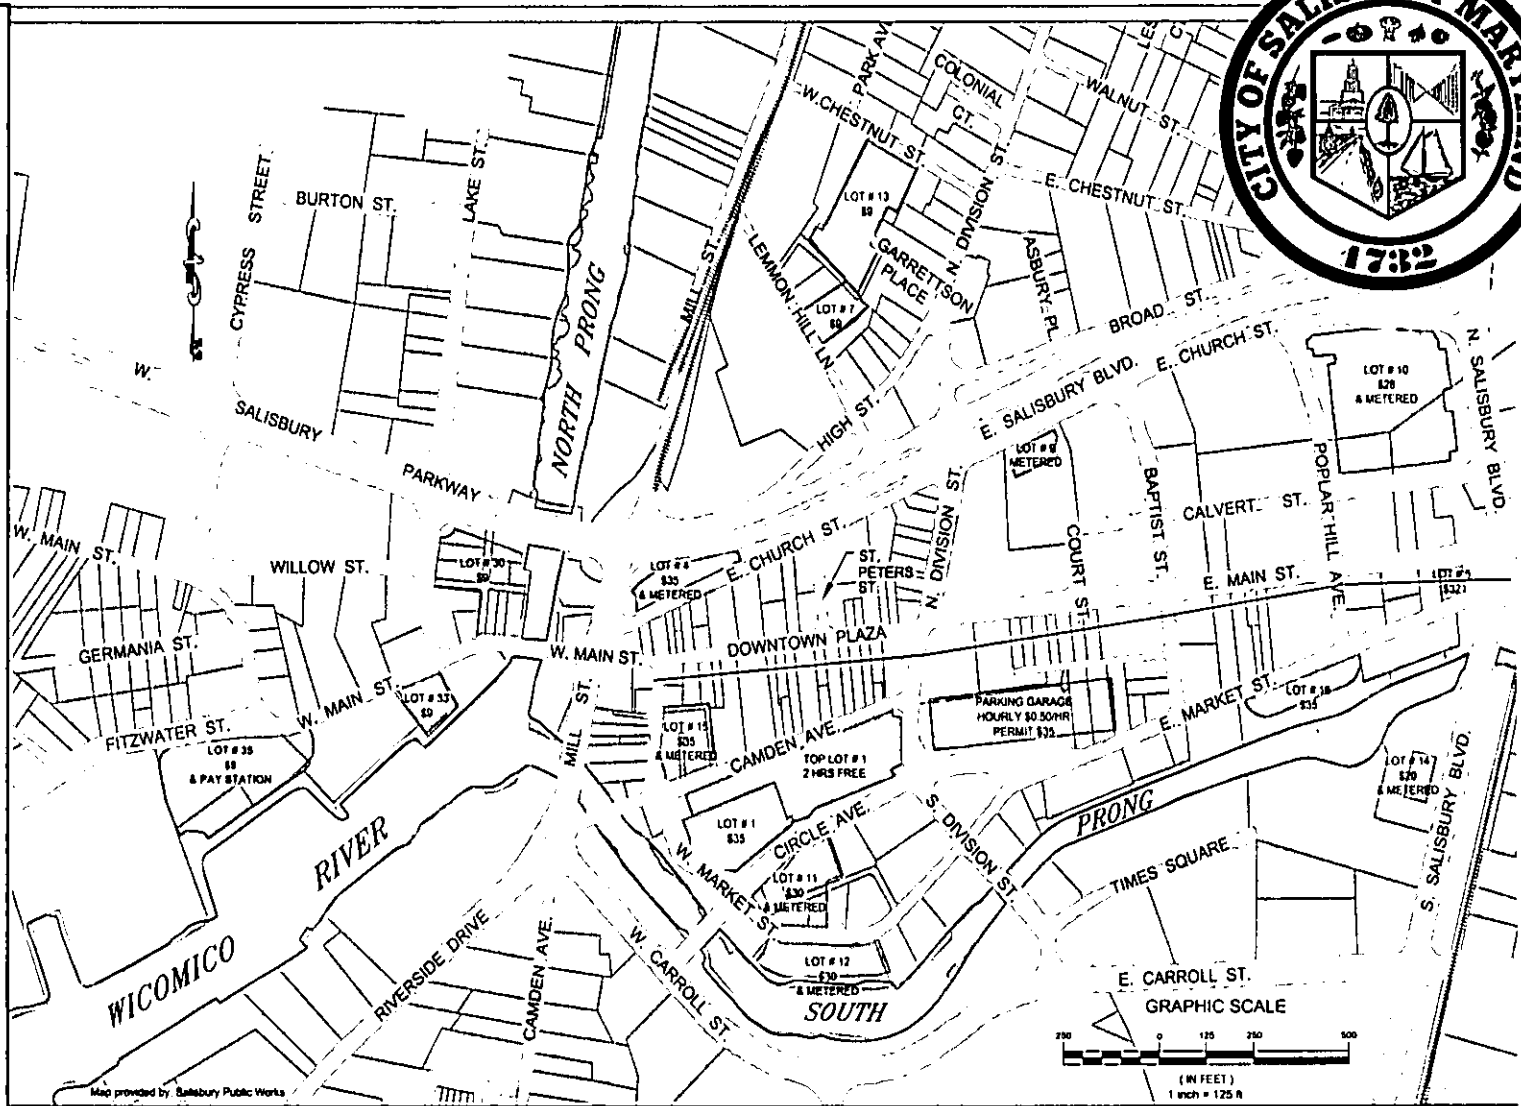 CITY OF SALISBURY MARYLAND
1732
PARK AVE
COLONIAL
CT.
WALNUT ST.
W. CHESTNUT ST.
E. CHESTNUT ST.
N. DIVISION ST.
LOT # 13
$9
GARRETTSON
PLACE
ASBURY PL
LEMMON HILL LN
LOT # 7
$9
BURTON ST.
CYPRESS STREET
LAKE ST.
NORTH PRONG
MILL ST.
BROAD ST.
E. SALISBURY BLVD.
E. CHURCH ST.
LOT # 10
$28
& METERED
N. SALISBURY BLVD.
W.
SALISBURY
PARKWAY
HIGH ST.
LOT # 9
METERED
BAPTIST ST.
POPLAR HILL AVE.
CALVERT ST.
COURT ST.
N. DIVISION ST.
W. MAIN ST.
WILLOW ST.
LOT # 30
$9
LOT # 4
$35
& METERED
E. CHURCH ST.
ST.
PETERS
ST.
E. MAIN ST.
LOT # 5
GERMANIA ST.
W. MAIN ST.
DOWNTOWN PLAZA
LOT # 33
$9
W. MAIN ST.
FITZWATER ST.
LOT # 35
& PAY STATION
MILL ST.
LOT # 15
$35
& METERED
CAMDEN AVE.
TOP LOT # 1
2 HRS FREE
PARKING GARAGE
HOURLY $0.50/HR
PERMIT $35
E. MARKET ST.
LOT # 16
$35
LOT # 14
$20
& METERED
S. SALISBURY BLVD.
LOT # 1
$35
CIRCLE AVE.
S. DIVISION ST.
PRONG
TIMES SQUARE
RIVER
WICOMICO
W. MARKET ST.
LOT # 11
$30
& METERED
RIVERSIDE DRIVE
CAMDEN AVE.
W. CARROLL ST.
LOT # 12
$30
& METERED
SOUTH
E. CARROLL ST.
GRAPHIC SCALE
250 0 125 250 500
( IN FEET )
1 inch = 125 ft
Map provided by: Salisbury Public Works